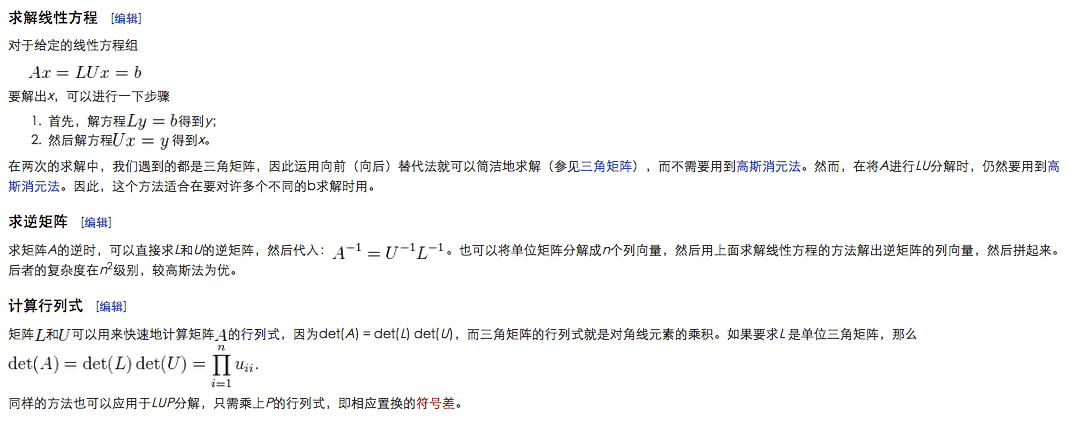 求解线性方程 [编辑]
对于给定的线性方程组
Ax = LUx = b
要解出x，可以进行一下步骤
1. 首先，解方程Ly = b得到y;
2. 然后解方程Ux = y 得到x。
在两次的求解中，我们遇到的都是三角矩阵，因此运用向前（向后）替代法就可以简洁地求解（参见三角矩阵），而不需要用到高斯消元法。然而，在将A进行LU分解时，仍然要用到高
斯消元法。因此，这个方法适合在要对许多个不同的b求解时用。
求逆矩阵 [编辑]
求矩阵A的逆时，可以直接求L和U的逆矩阵，然后代入：A⁻¹ = U⁻¹L⁻¹。也可以将单位矩阵分解成n个列向量，然后用上面求解线性方程的方法解出逆矩阵的列向量，然后拼起来。
后者的复杂度在n²级别，较高斯法为优。
计算行列式 [编辑]
矩阵L和U可以用来快速地计算矩阵A的行列式，因为det(A) = det(L) det(U)，而三角矩阵的行列式就是对角线元素的乘积。如果要求L 是单位三角矩阵，那么
det(A) = det(L) det(U) = ∏ᵢ₌₁ⁿ uᵢᵢ.
同样的方法也可以应用于LUP分解，只需乘上P的行列式，即相应置换的符号差。